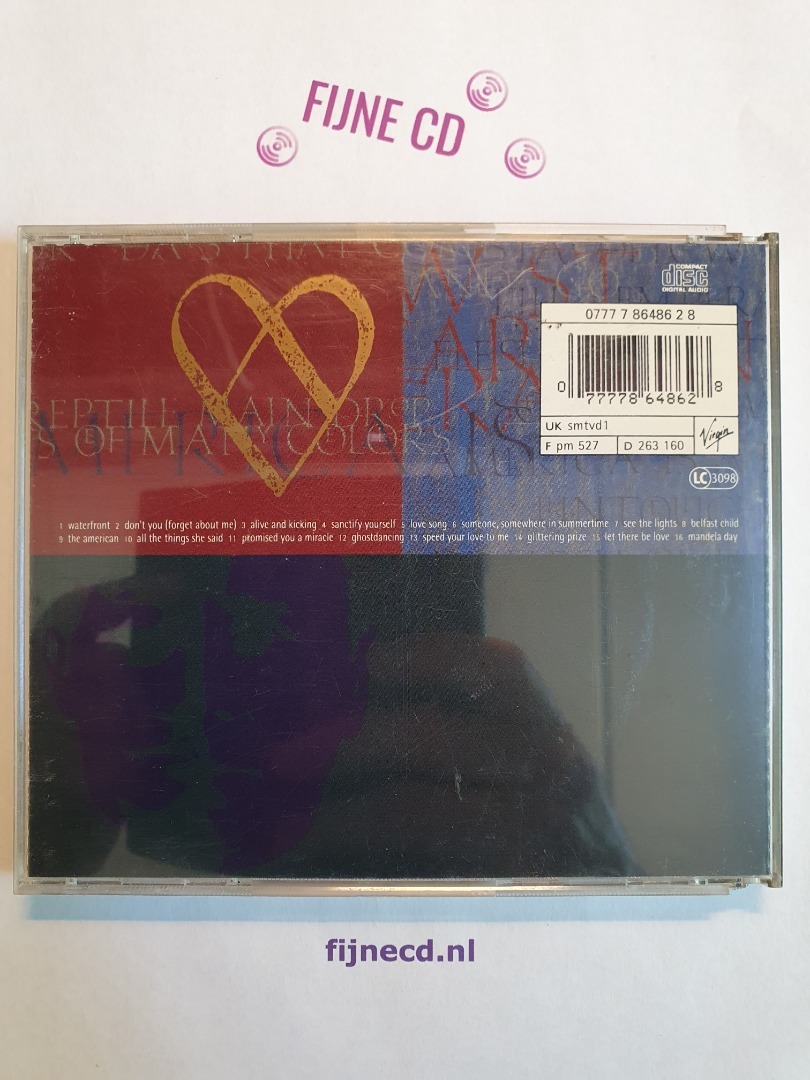 FIJNE CD
COMPACT
disc
DIGITAL AUDIO
0777 7 86486 2 8
0 77778 64862 8
UK smtvd1
F pm 527 D 263 160 Virgin
LC 3098
REPTILE RAINDROP
S OF MANY COLORS
1 waterfront 2 don't you (forget about me) 3 alive and kicking 4 sanctify yourself 5 love song 6 someone, somewhere in summertime 7 see the lights 8 belfast child
9 the american 10 all the things she said 11 promised you a miracle 12 ghostdancing 13 speed your love to me 14 glittering prize 15 let there be love 16 mandela day
fijnecd.nl